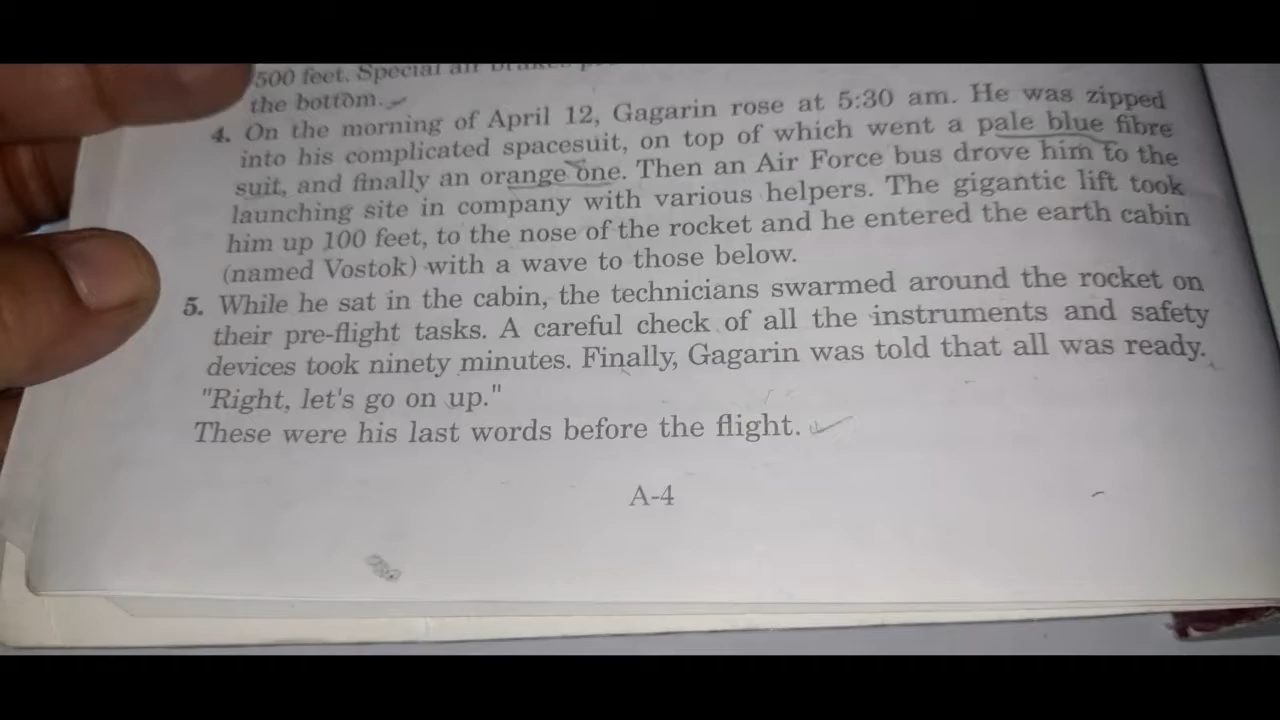 500 feet. Special air brakes
the bottom.
4. On the morning of April 12, Gagarin rose at 5:30 am. He was zipped
into his complicated spacesuit, on top of which went a pale blue fibre
suit, and finally an orange one. Then an Air Force bus drove him to the
launching site in company with various helpers. The gigantic lift took
him up 100 feet, to the nose of the rocket and he entered the earth cabin
(named Vostok) with a wave to those below.
5. While he sat in the cabin, the technicians swarmed around the rocket on
their pre-flight tasks. A careful check of all the instruments and safety
devices took ninety minutes. Finally, Gagarin was told that all was ready.
"Right, let's go on up."
These were his last words before the flight.
A-4